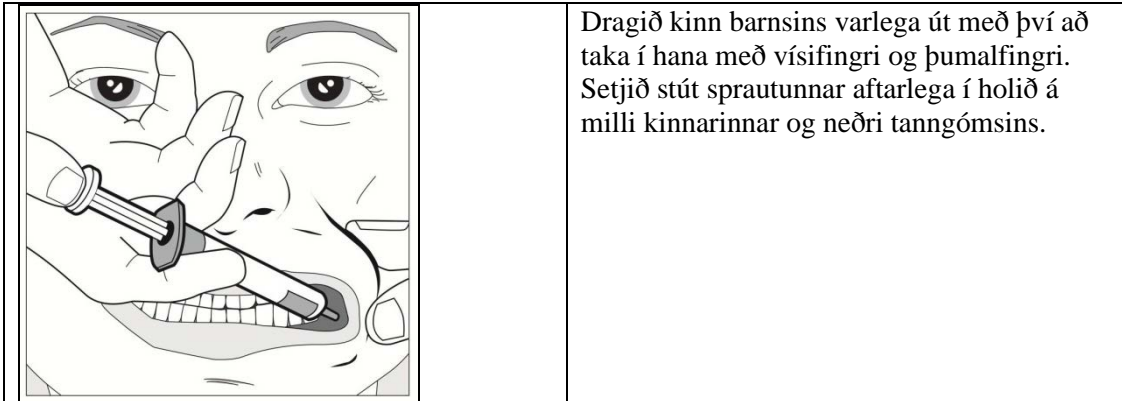 Dragið kinn barnsins varlega út með því að
taka í hana með vísifingri og þumalfingri.
Setjið stút sprautunnar aftarlega í holið á
milli kinnarinnar og neðri tanngómsins.